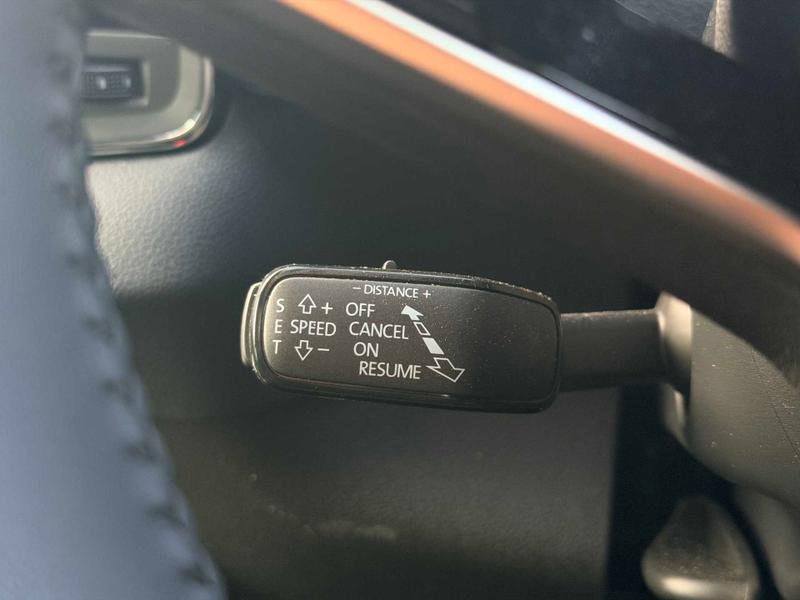 - DISTANCE +
S + OFF
E SPEED CANCEL
T - ON
RESUME